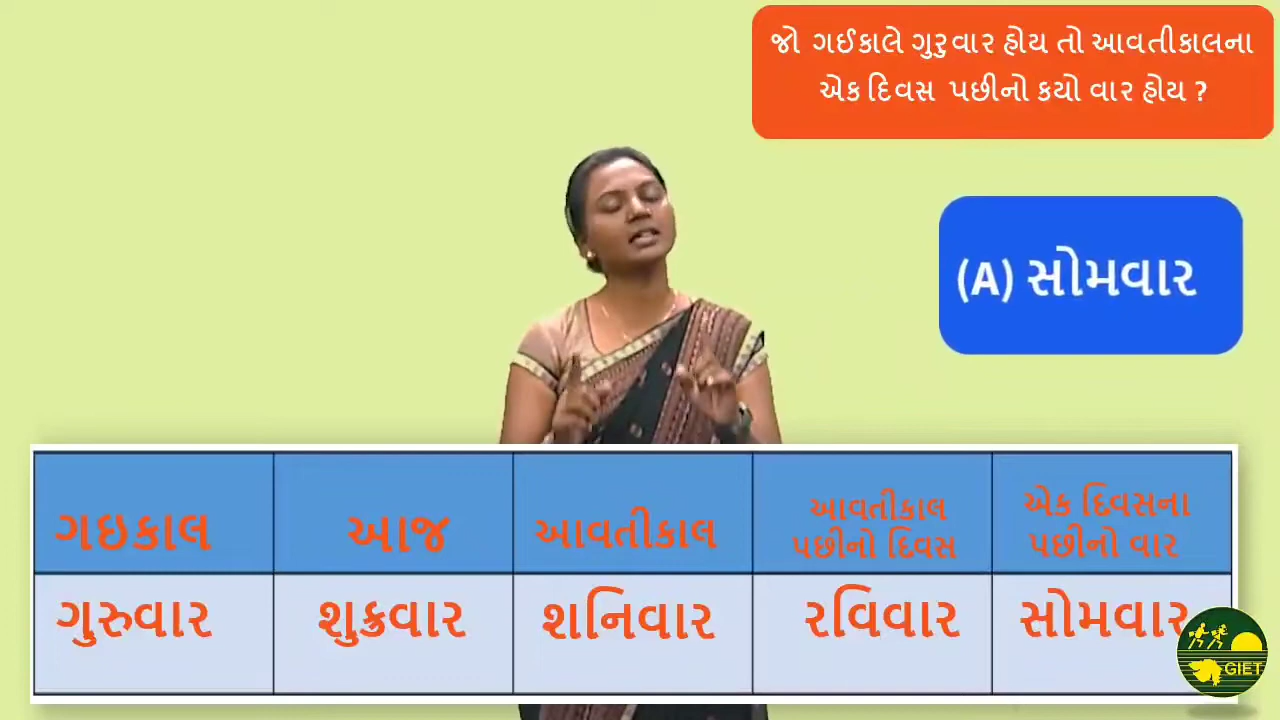 જો ગઈકાલે ગુરુવાર હોય તો આવતીકાલના
એક દિવસ પછીનો કયો વાર હોય ?
(A) સોમવાર
ગઇકાલ
આજ
આવતીકાલ
આવતીકાલ
પછીનો દિવસ
એક દિવસના
પછીનો વાર
ગુરુવાર
શુક્રવાર
શનિવાર
રવિવાર
સોમવાર
GIET